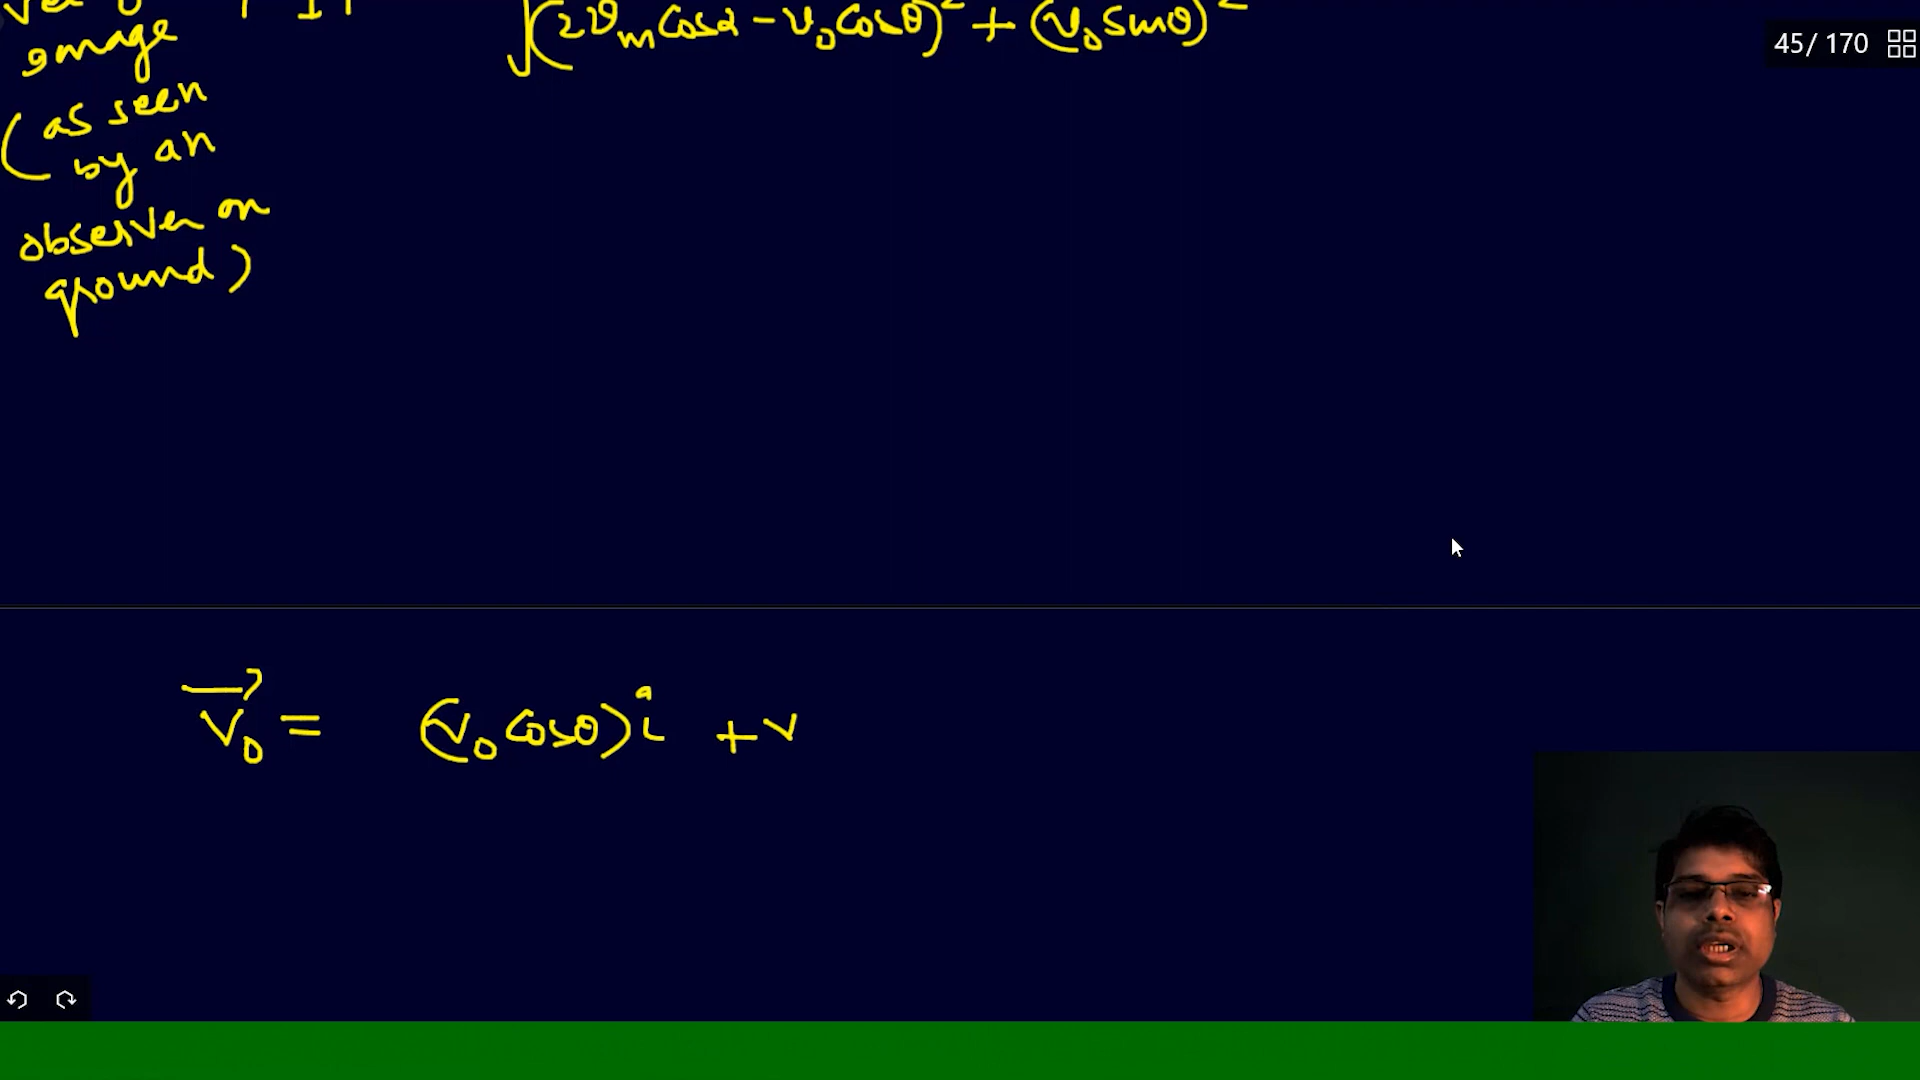 √(2v_m Cosα - v_0 Cosθ)² + (v_0 Sinθ)²
image
(as seen
by an
observer on
ground)
45/ 170
v⃗_0 = (v_0 Cosθ) î + v